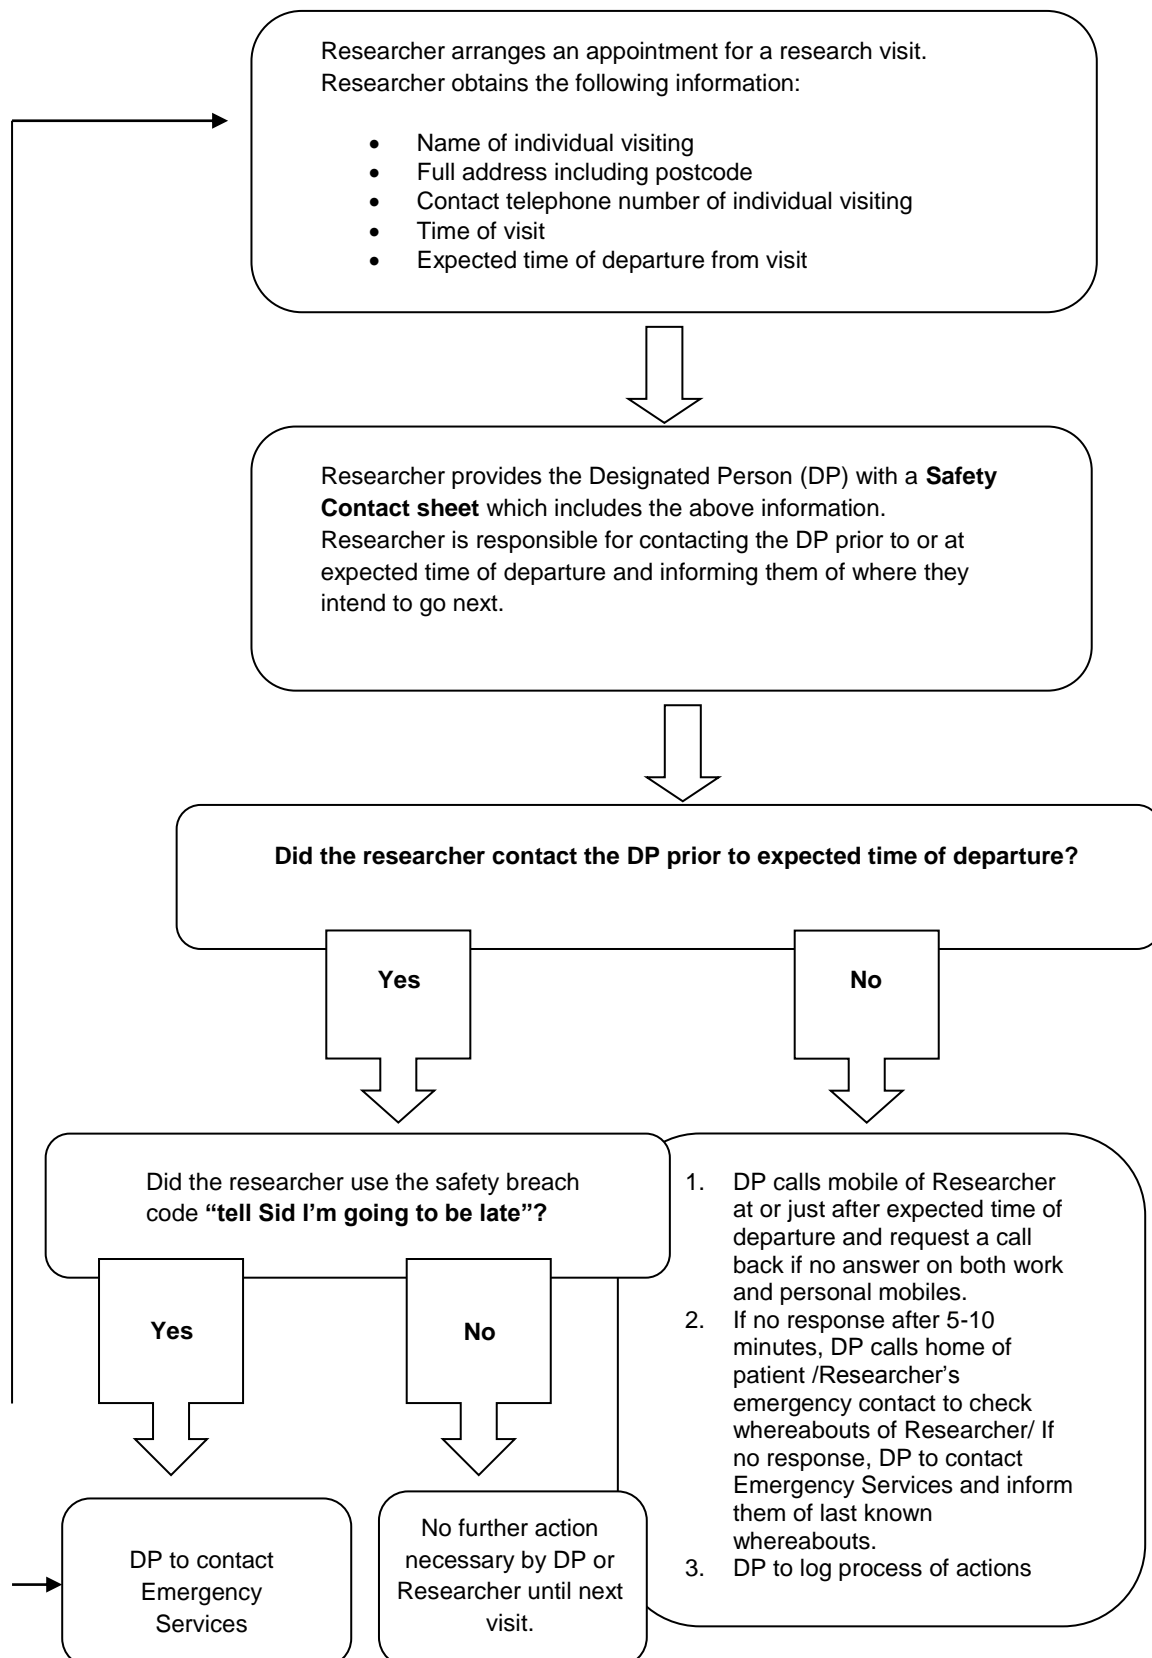 Researcher arranges an appointment for a research visit.
Researcher obtains the following information:
• Name of individual visiting
• Full address including postcode
• Contact telephone number of individual visiting
• Time of visit
• Expected time of departure from visit
Researcher provides the Designated Person (DP) with a Safety
Contact sheet which includes the above information.
Researcher is responsible for contacting the DP prior to or at
expected time of departure and informing them of where they
intend to go next.
Did the researcher contact the DP prior to expected time of departure?
Yes
No
Did the researcher use the safety breach
code “tell Sid I’m going to be late”?
Yes
No
DP to contact
Emergency
Services
No further action
necessary by DP or
Researcher until next
visit.
1. DP calls mobile of Researcher
at or just after expected time of
departure and request a call
back if no answer on both work
and personal mobiles.
2. If no response after 5-10
minutes, DP calls home of
patient /Researcher’s
emergency contact to check
whereabouts of Researcher/ If
no response, DP to contact
Emergency Services and inform
them of last known
whereabouts.
3. DP to log process of actions